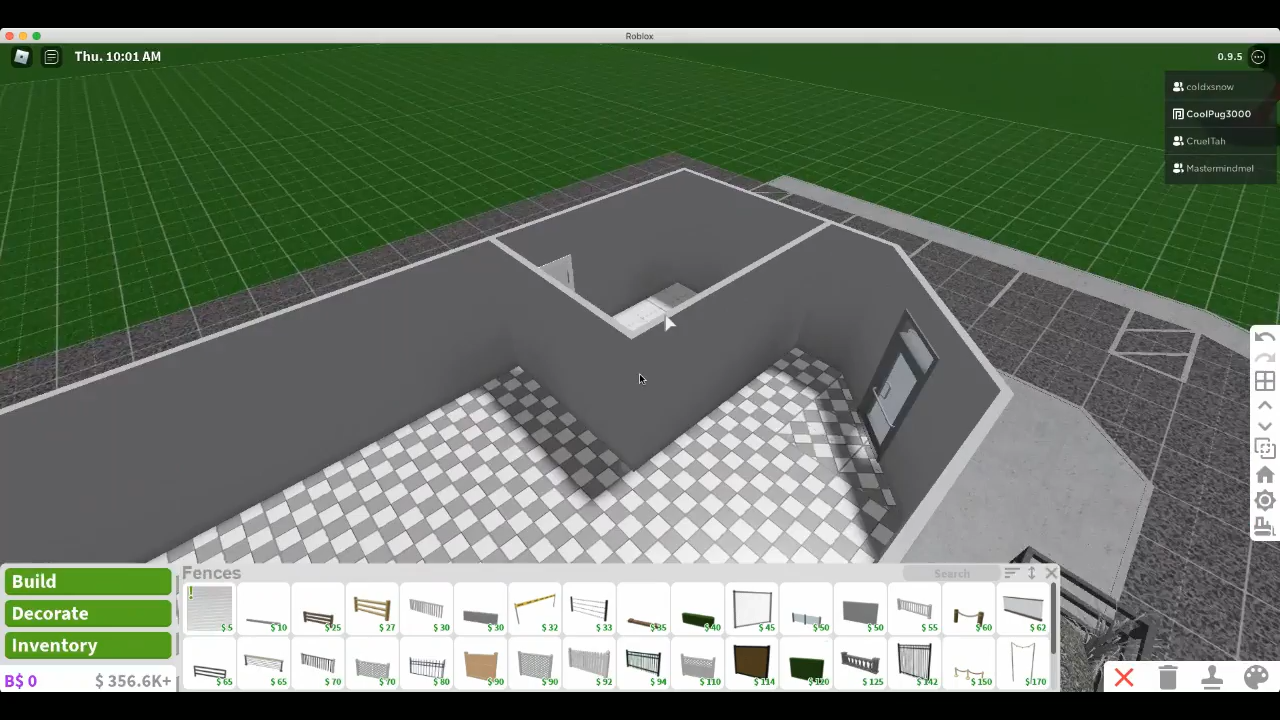 Roblox
Thu. 10:01 AM
0.9.5
coldxsnow
CoolPug3000
CruelTah
Mastermindmel
Build
Decorate
Inventory
B$ 0
$ 356.6K+
Fences
Search
$ 5
$ 10
$ 25
$ 27
$ 30
$ 30
$ 32
$ 33
$ 35
$ 40
$ 45
$ 50
$ 50
$ 55
$ 60
$ 62
$ 65
$ 65
$ 70
$ 70
$ 80
$ 90
$ 90
$ 92
$ 94
$ 110
$ 114
$ 120
$ 125
$ 142
$ 150
$ 170